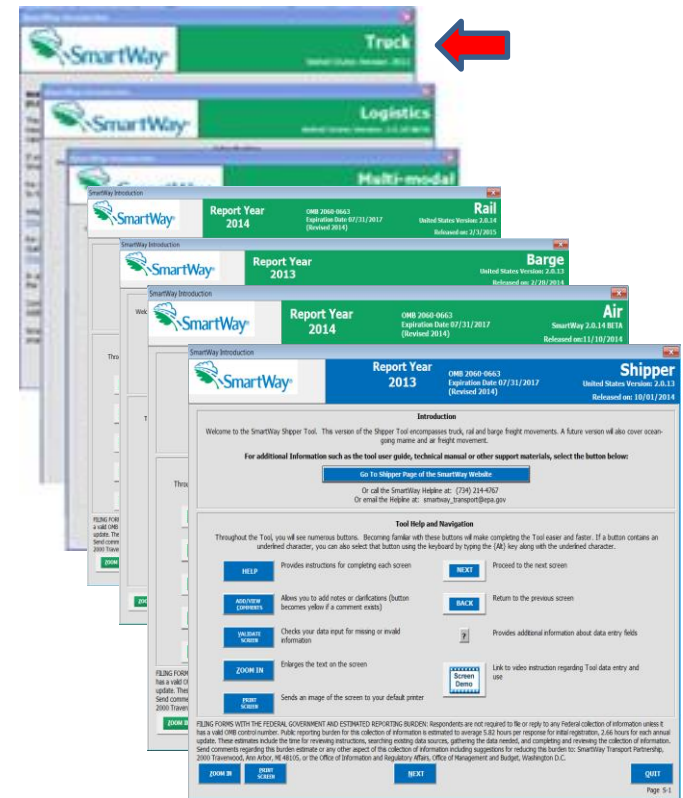 SmartWay
Truck
SmartWay
Logistics
Multi-modal
SmartWay Introduction
SmartWay
Report Year
2014
OMB 2060-0663
Expiration Date 07/31/2017
(Revised 2014)
Rail
United States Version: 2.0.14
Released on: 2/3/2015
SmartWay Introduction
SmartWay
Report Year
2013
Barge
United States Version: 2.0.13
Released on: 2/28/2014
SmartWay Introduction
SmartWay
Report Year
2014
OMB 2060-0663
Expiration Date 07/31/2017
(Revised 2014)
Air
SmartWay 2.0.14 BETA
Released on:11/10/2014
SmartWay Introduction
SmartWay
Report Year
2013
OMB 2060-0663
Expiration Date 07/31/2017
(Revised 2014)
Shipper
United States Version: 2.0.13
Released on: 10/01/2014
Introduction
Welcome to the SmartWay Shipper Tool. This version of the Shipper Tool encompasses truck, rail and barge freight movements. A future version will also cover ocean-
going marine and air freight movement.
For additional Information such as the tool user guide, technical manual or other support materials, select the button below:
Go To Shipper Page of the SmartWay Website
Or call the SmartWay Helpline at: (734) 214-4767
Or email the Helpline at: smartway_transport@epa.gov
Tool Help and Navigation
Throughout the Tool, you will see numerous buttons. Becoming familiar with these buttons will make completing the Tool easier and faster. If a button contains an
underlined character, you can also select that button using the keyboard by typing the {Alt} key along with the underlined character.
HELP
Provides instructions for completing each screen
NEXT
Proceed to the next screen
ADD/VIEW
COMMENTS
Allows you to add notes or clarifications (button
becomes yellow if a comment exists)
BACK
Return to the previous screen
VALIDATE
SCREEN
Checks your data input for missing or invalid
information
?
Provides additional information about data entry fields
ZOOM IN
Enlarges the text on the screen
Screen
Demo
Link to video instruction regarding Tool data entry and
use
PRINT
SCREEN
Sends an image of the screen to your default printer
FILING FORMS WITH THE FEDERAL GOVERNMENT AND ESTIMATED REPORTING BURDEN: Respondents are not required to file or reply to any Federal collection of information unless it
has a valid OMB control number. Public reporting burden for this collection of information is estimated to average 5.82 hours per response for initial registration, 2.66 hours for each annual
update. These estimates include the time for reviewing instructions, searching existing data sources, gathering the data needed, and completing and reviewing the collection of information.
Send comments regarding this burden estimate or any other aspect of this collection of information including suggestions for reducing this burden to: SmartWay Transport Partnership,
2000 Traverwood, Ann Arbor, MI 48105, or the Office of Information and Regulatory Affairs, Office of Management and Budget, Washington D.C.
ZOOM IN
PRINT
SCREEN
NEXT
QUIT
Page S-1